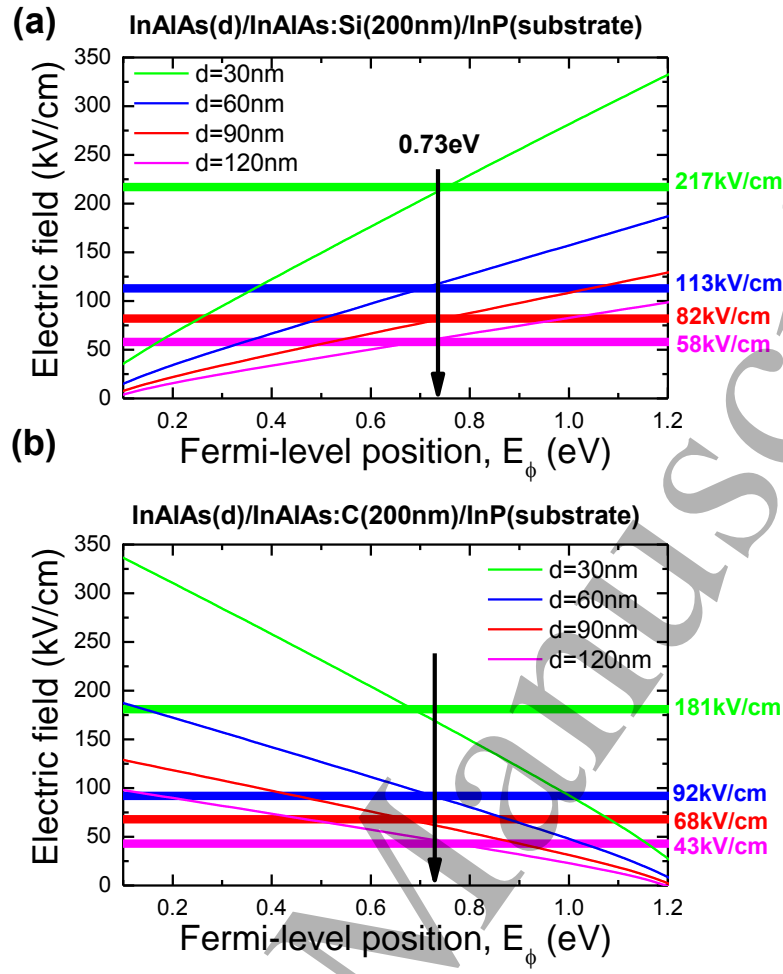 (a)
InAlAs(d)/InAlAs:Si(200nm)/InP(substrate)
Electric field (kV/cm)
350
300
250
200
150
100
50
0
d=30nm
d=60nm
d=90nm
d=120nm
0.73eV
217kV/cm
113kV/cm
82kV/cm
58kV/cm
0.2 0.4 0.6 0.8 1.0 1.2
Fermi-level position, E_ϕ (eV)
(b)
InAlAs(d)/InAlAs:C(200nm)/InP(substrate)
Electric field (kV/cm)
350
300
250
200
150
100
50
0
d=30nm
d=60nm
d=90nm
d=120nm
181kV/cm
92kV/cm
68kV/cm
43kV/cm
0.2 0.4 0.6 0.8 1.0 1.2
Fermi-level position, E_ϕ (eV)
Manusc